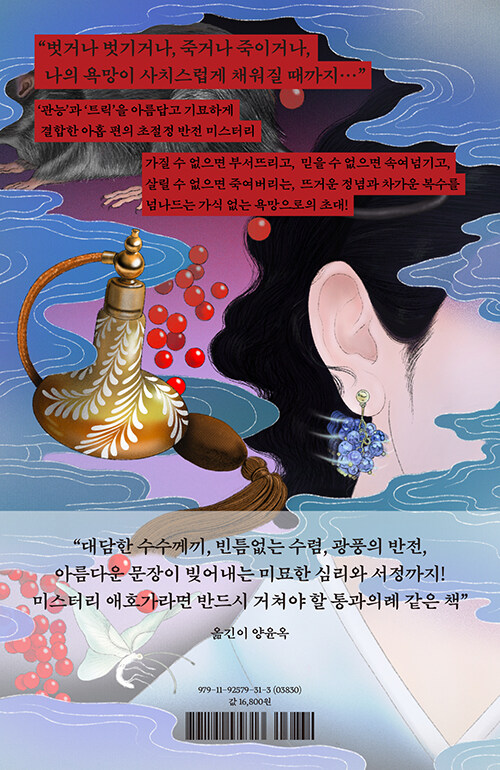 “벗거나 벗기거나, 죽거나 죽이거나,
나의 욕망이 사치스럽게 채워질 때까지…”
‘관능’과 ‘트릭’을 아름답고 기묘하게
결합한 아홉 편의 초절정 반전 미스터리
가질 수 없으면 부서뜨리고, 믿을 수 없으면 속여넘기고,
살릴 수 없으면 죽여버리는, 뜨거운 정념과 차가운 복수를
넘나드는 가식 없는 욕망으로의 초대!
“대담한 수수께끼, 빈틈없는 수렴, 광풍의 반전,
아름다운 문장이 빚어내는 미묘한 심리와 서정까지!
미스터리 애호가라면 반드시 거쳐야 할 통과의례 같은 책”
옮긴이 양윤옥
979-11-92579-31-3 (03830)
값 16,800원